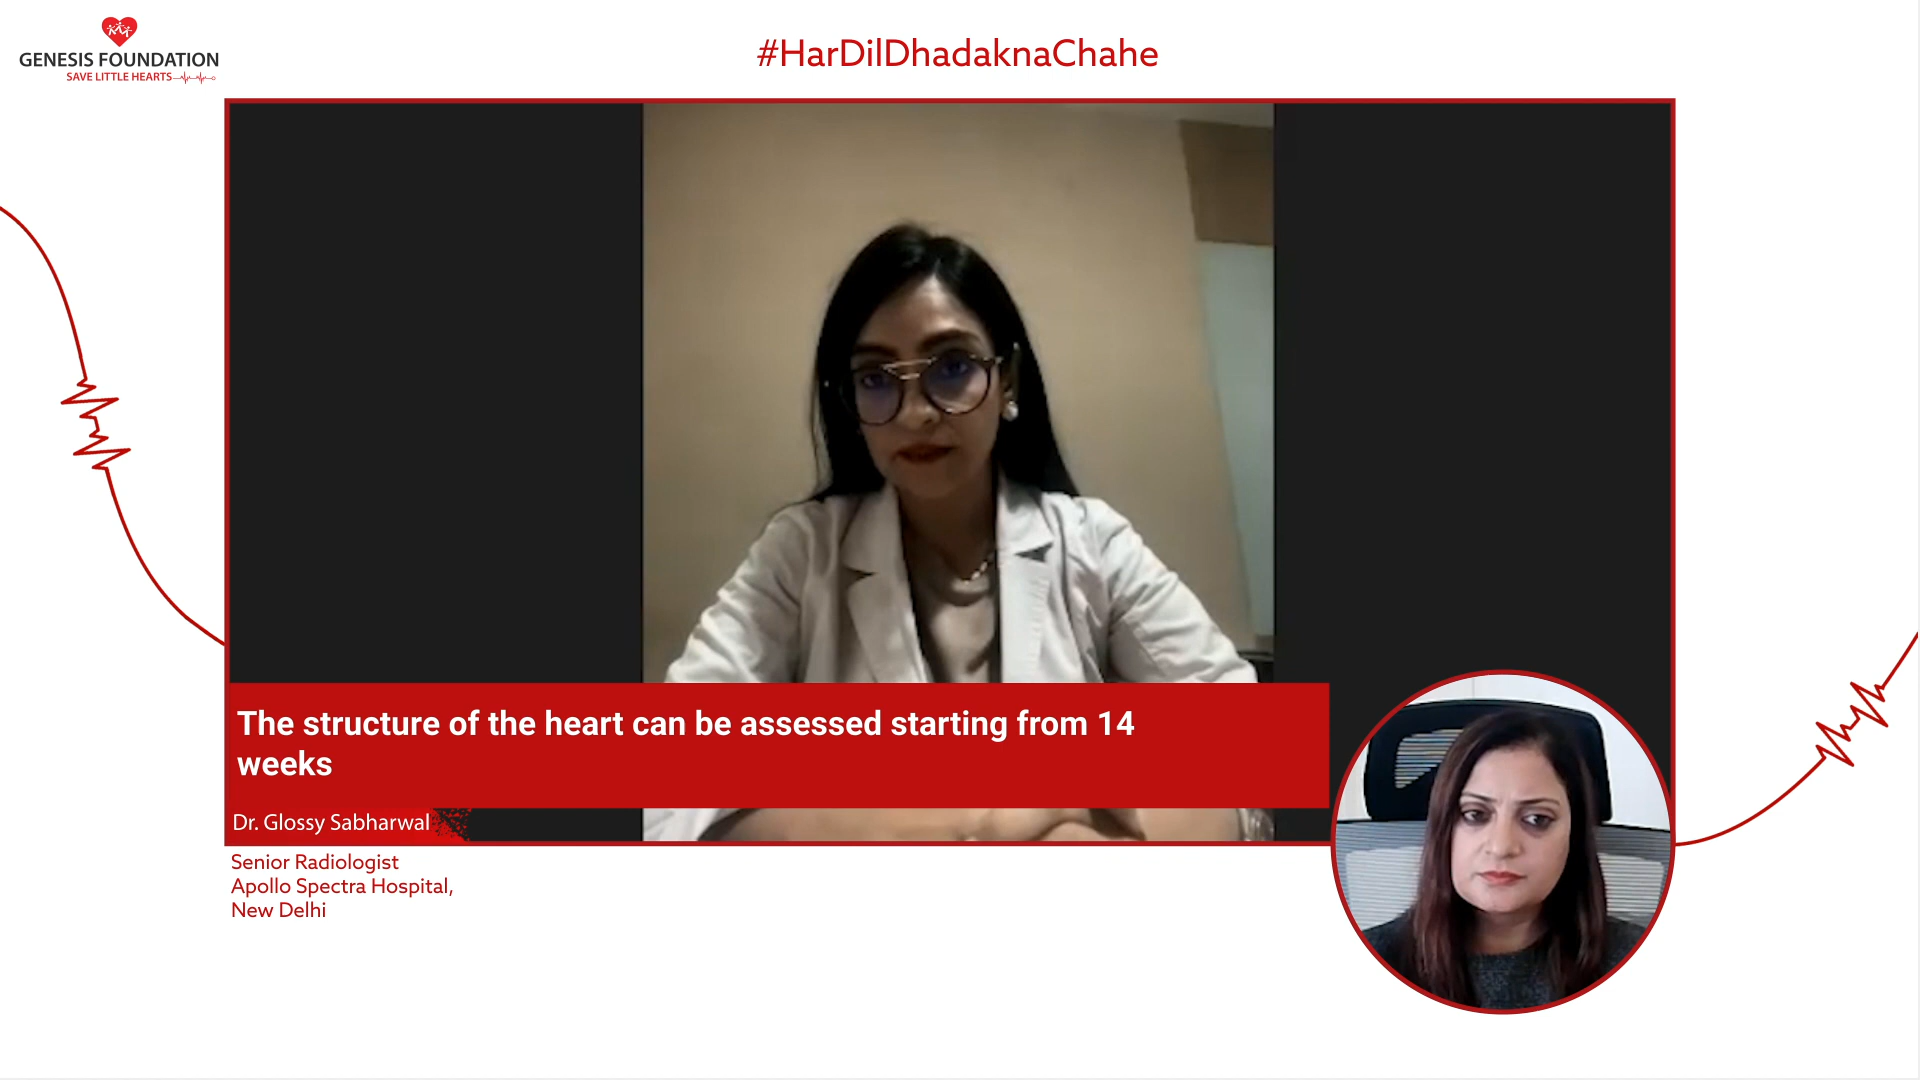 GENESIS FOUNDATION
SAVE LITTLE HEARTS
#HarDilDhadaknaChahe
The structure of the heart can be assessed starting from 14
weeks
Dr. Glossy Sabharwal
Senior Radiologist
Apollo Spectra Hospital,
New Delhi